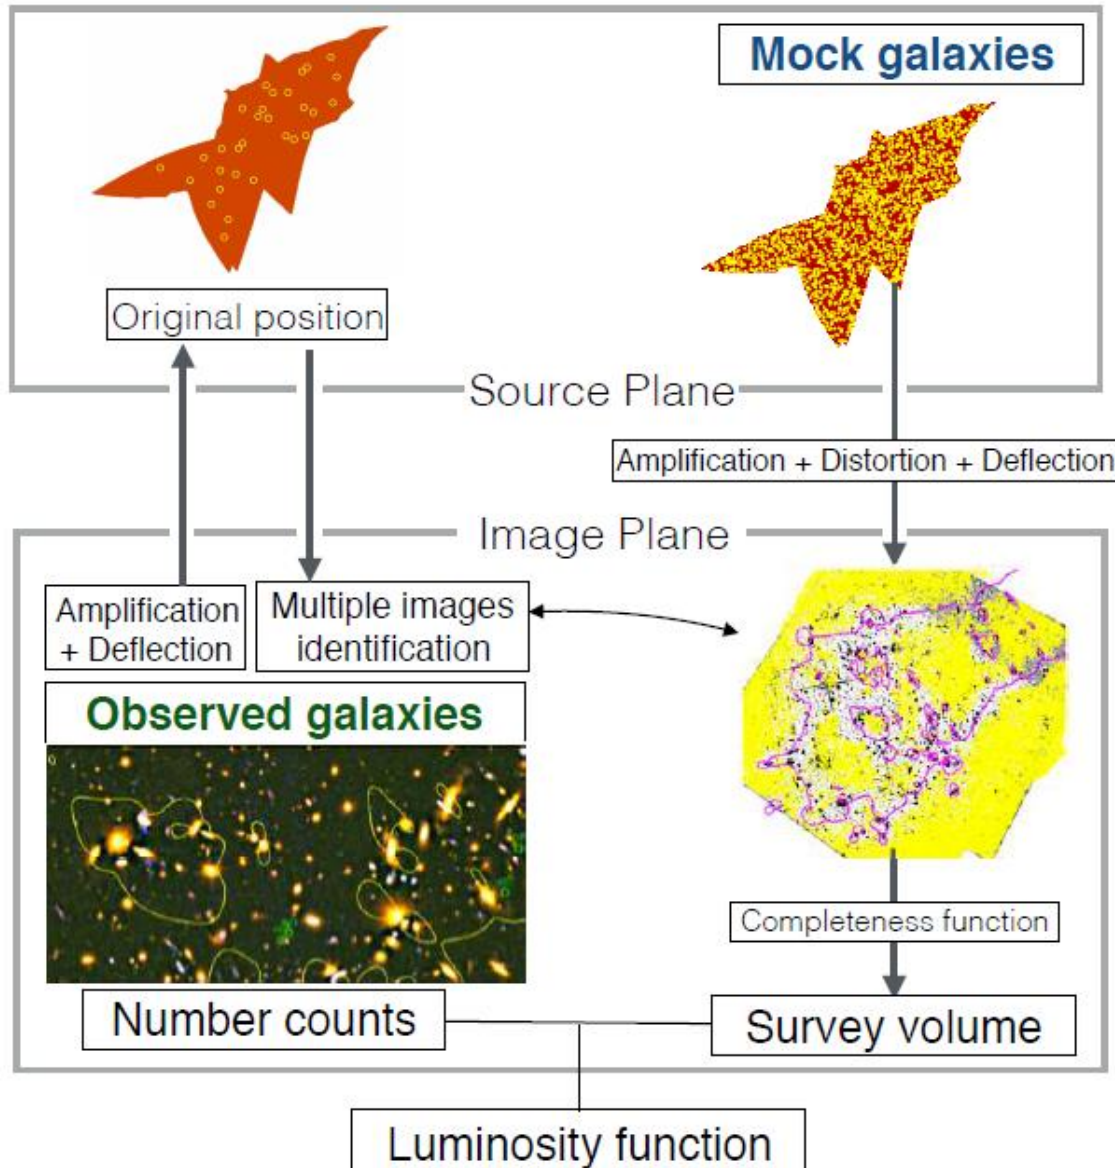 Mock galaxies
Original position
Source Plane
Amplification + Distortion + Deflection
Image Plane
Amplification
+ Deflection
Multiple images
identification
Observed galaxies
Completeness function
Number counts
Survey volume
Luminosity function